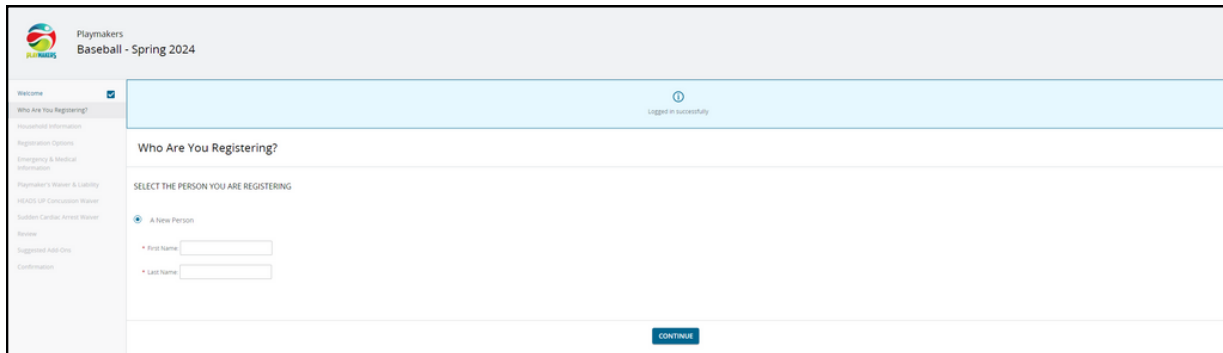 Playmakers
Baseball - Spring 2024
PLAYMAKERS
Welcome
Who Are You Registering?
Household Information
Registration Options
Emergency & Medical
Information
Playmaker's Waiver & Liability
HEADS UP Concussion Waiver
Sudden Cardiac Arrest Waiver
Review
Suggested Add-Ons
Confirmation
Logged in successfully
Who Are You Registering?
SELECT THE PERSON YOU ARE REGISTERING
A New Person
* First Name
* Last Name
CONTINUE